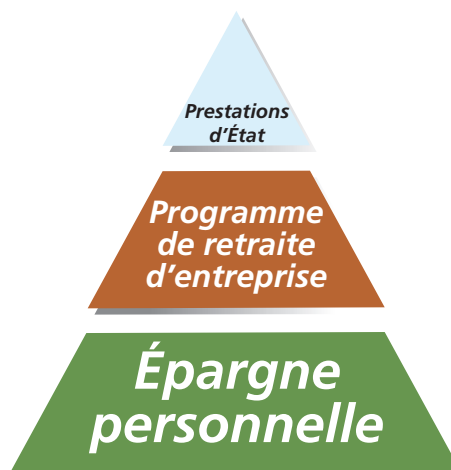 Prestations
d’État
Programme
de retraite
d’entreprise
Épargne
personnelle